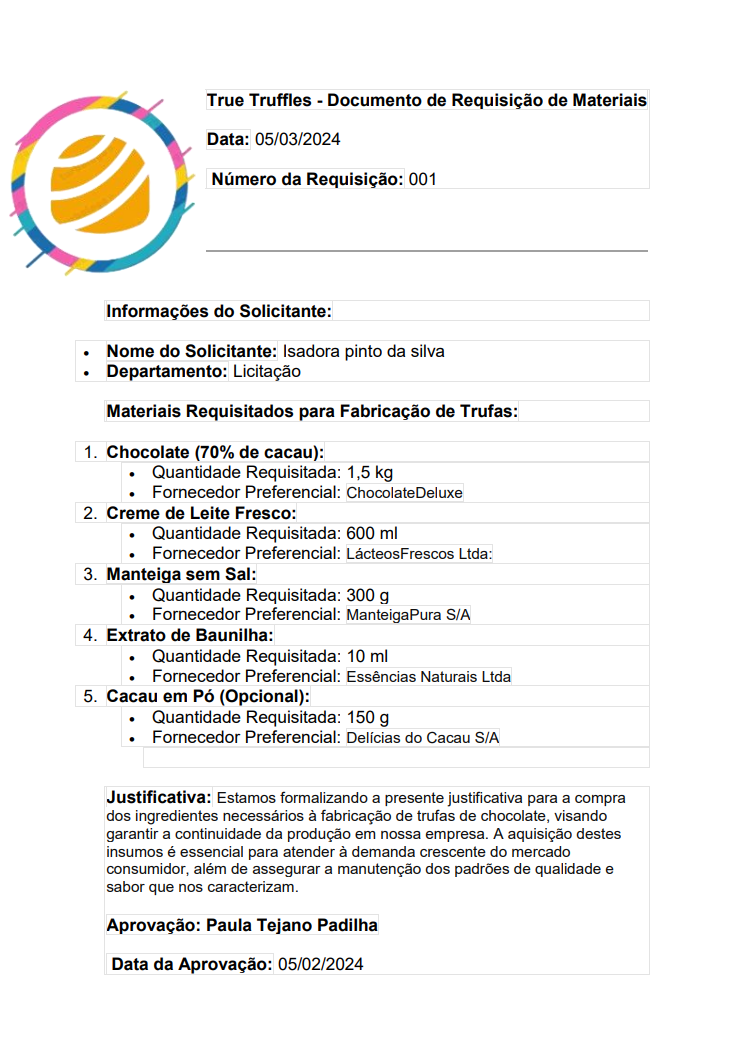 True Truffles - Documento de Requisição de Materiais
Data: 05/03/2024
Número da Requisição: 001
Informações do Solicitante:
• Nome do Solicitante: Isadora pinto da silva
• Departamento: Licitação
Materiais Requisitados para Fabricação de Trufas:
1. Chocolate (70% de cacau):
• Quantidade Requisitada: 1,5 kg
• Fornecedor Preferencial: ChocolateDeluxe
2. Creme de Leite Fresco:
• Quantidade Requisitada: 600 ml
• Fornecedor Preferencial: LácteosFrescos Ltda:
3. Manteiga sem Sal:
• Quantidade Requisitada: 300 g
• Fornecedor Preferencial: ManteigaPura S/A
4. Extrato de Baunilha:
• Quantidade Requisitada: 10 ml
• Fornecedor Preferencial: Essências Naturais Ltda
5. Cacau em Pó (Opcional):
• Quantidade Requisitada: 150 g
• Fornecedor Preferencial: Delícias do Cacau S/A
Justificativa: Estamos formalizando a presente justificativa para a compra
dos ingredientes necessários à fabricação de trufas de chocolate, visando
garantir a continuidade da produção em nossa empresa. A aquisição destes
insumos é essencial para atender à demanda crescente do mercado
consumidor, além de assegurar a manutenção dos padrões de qualidade e
sabor que nos caracterizam.
Aprovação: Paula Tejano Padilha
Data da Aprovação: 05/02/2024